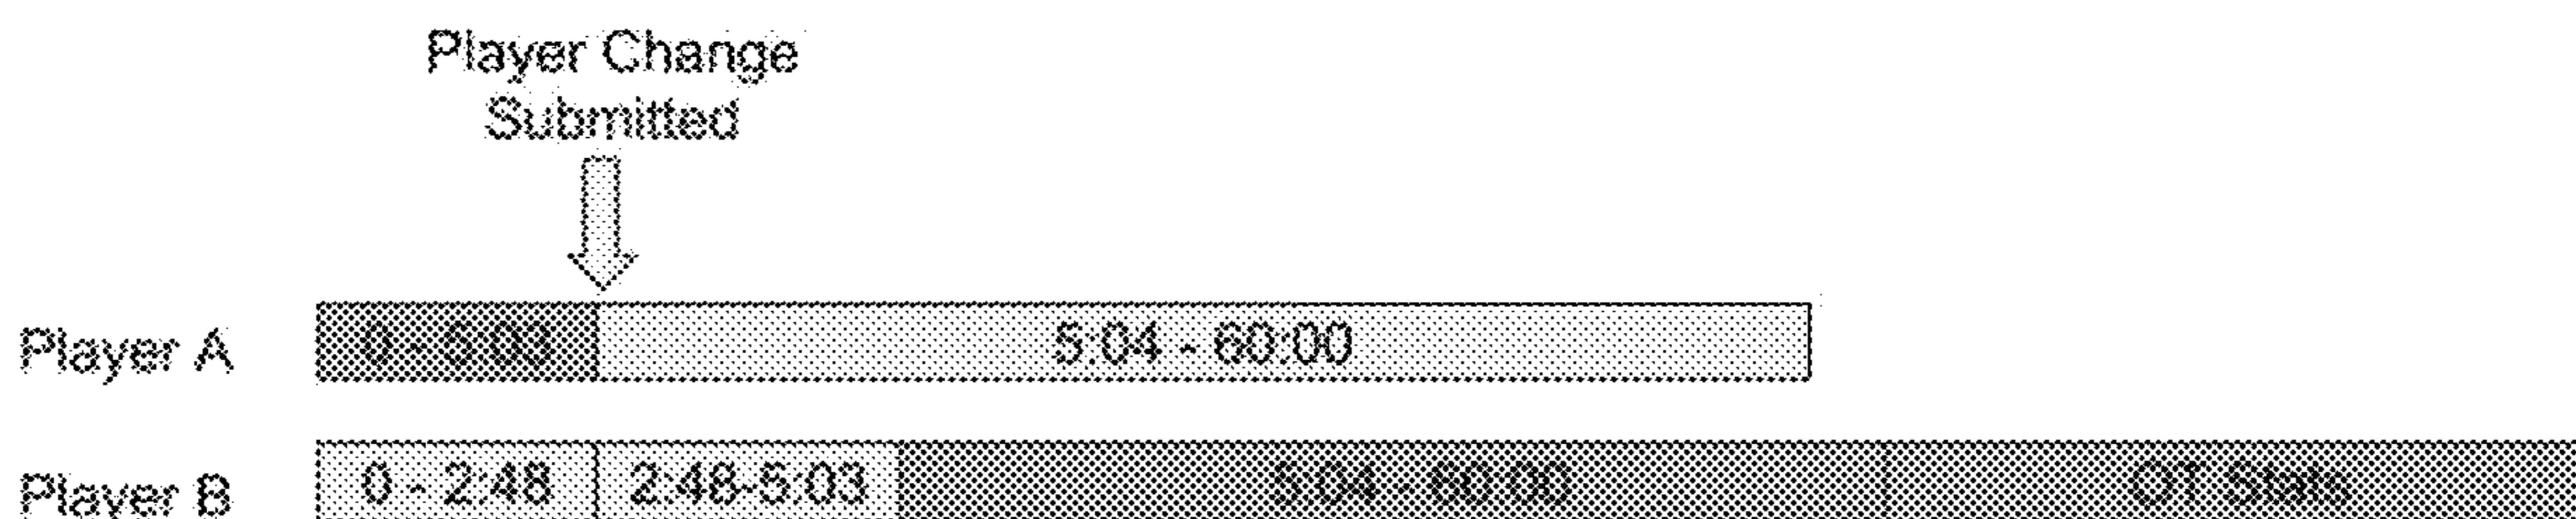 Player Change
Submitted
Player A 0 - 5:03 5:04 - 60:00
Player B 0 - 2:48 2:48-5:03 5:04 - 60:00 OT Stats